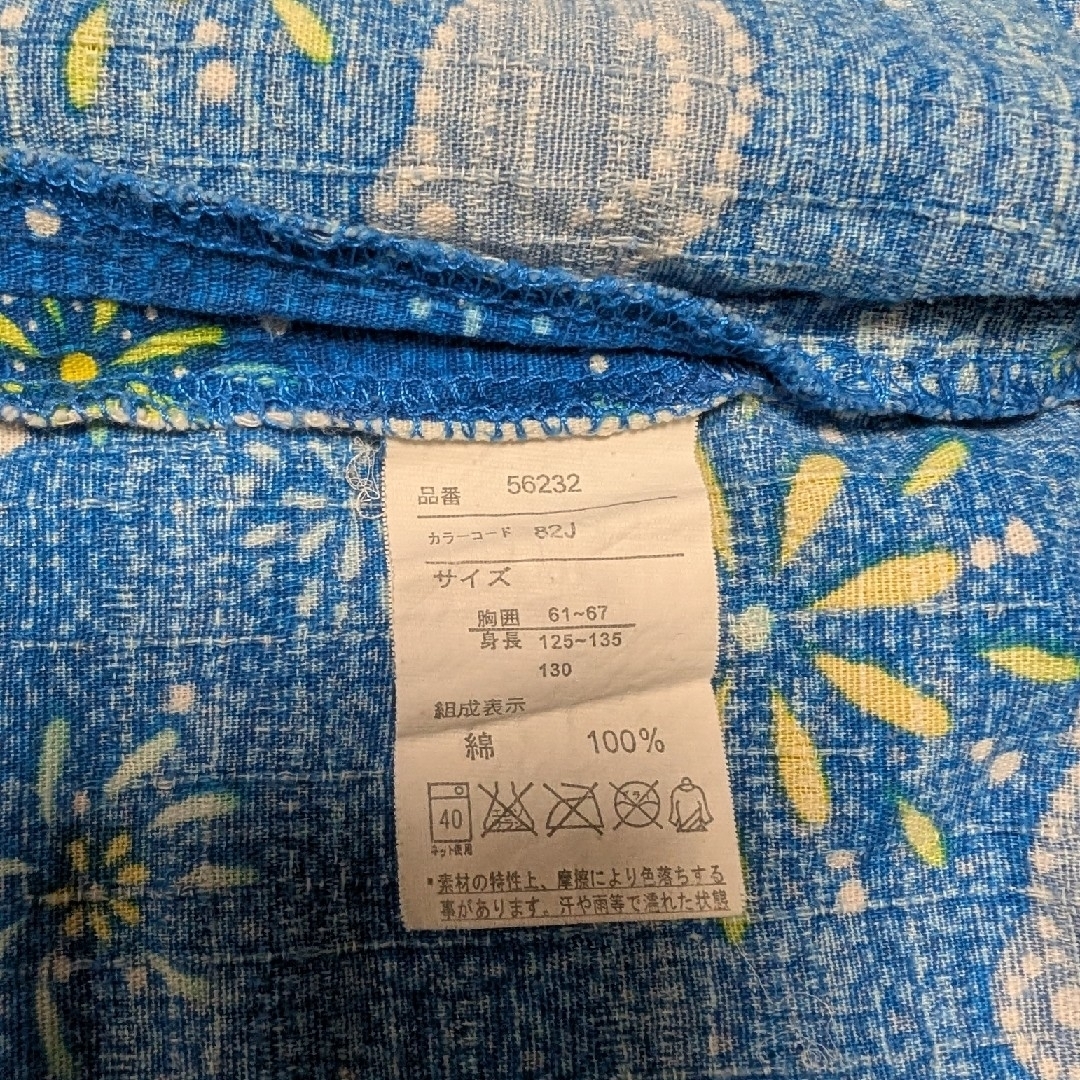 品番 56232
カラーコード 82J
サイズ
胸囲 61~67
身長 125~135
130
組成表示
綿 100%
40
ネット使用
*素材の特性上、摩擦により色落ちする
事があります。汗や雨等で濡れた状態